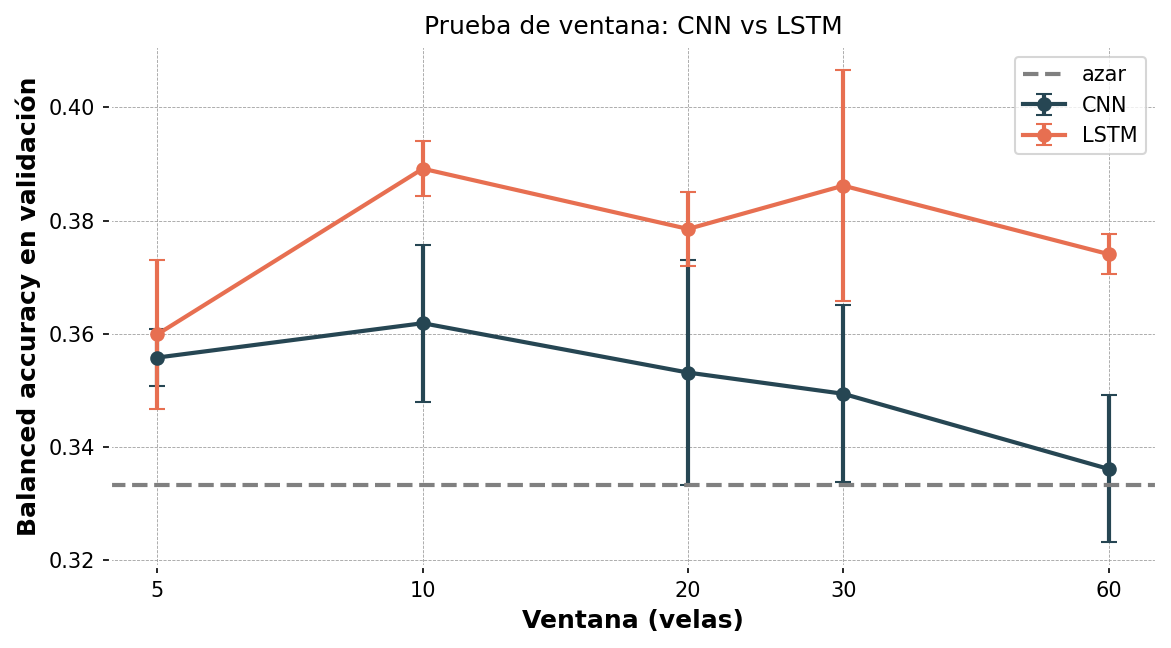 Prueba de ventana: CNN vs LSTM
azar
CNN
LSTM
Balanced accuracy en validación
0.40
0.38
0.36
0.34
0.32
5 10 20 30 60
Ventana (velas)